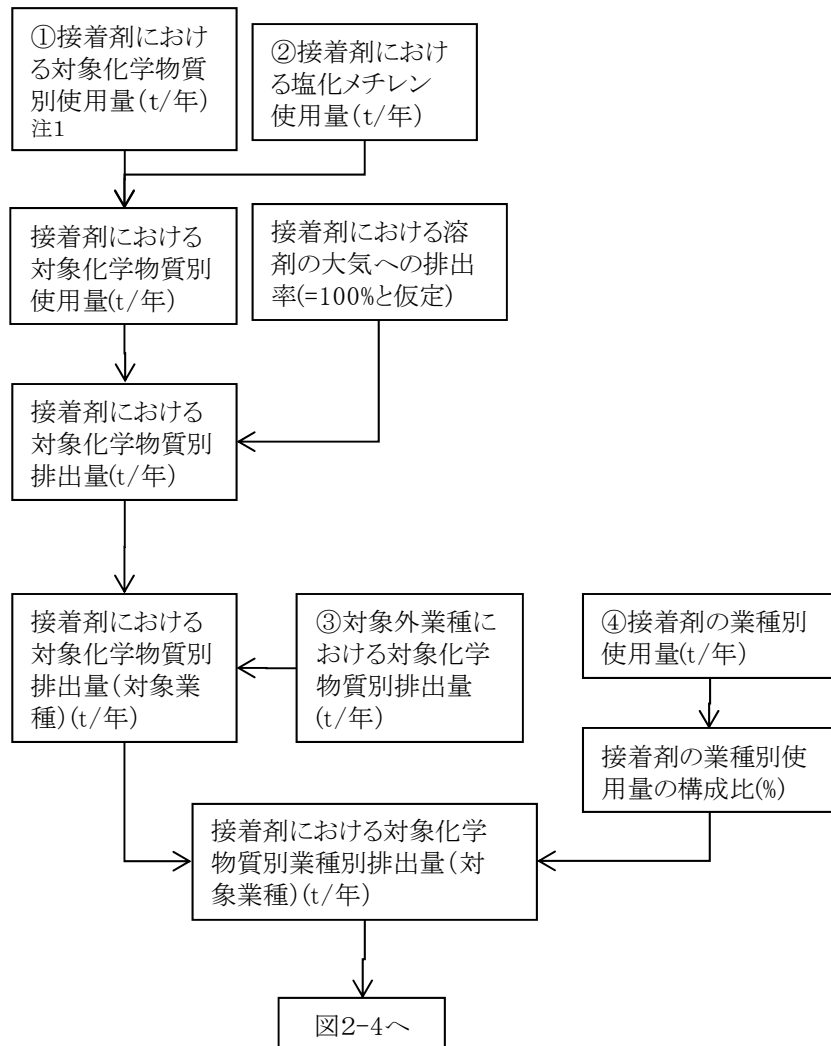 ①接着剤におけ
る対象化学物質
別使用量(t/年)
注1
②接着剤におけ
る塩化メチレン
使用量(t/年)
接着剤における
対象化学物質別
使用量(t/年)
接着剤における溶
剤の大気への排出
率(=100%と仮定)
接着剤における
対象化学物質別
排出量(t/年)
接着剤における
対象化学物質別
排出量(対象業
種)(t/年)
③対象外業種に
おける対象化学
物質別排出量
(t/年)
④接着剤の業種別
使用量(t/年)
接着剤の業種別使
用量の構成比(%)
接着剤における対象化学
物質別業種別排出量(対
象業種)(t/年)
図2-4へ